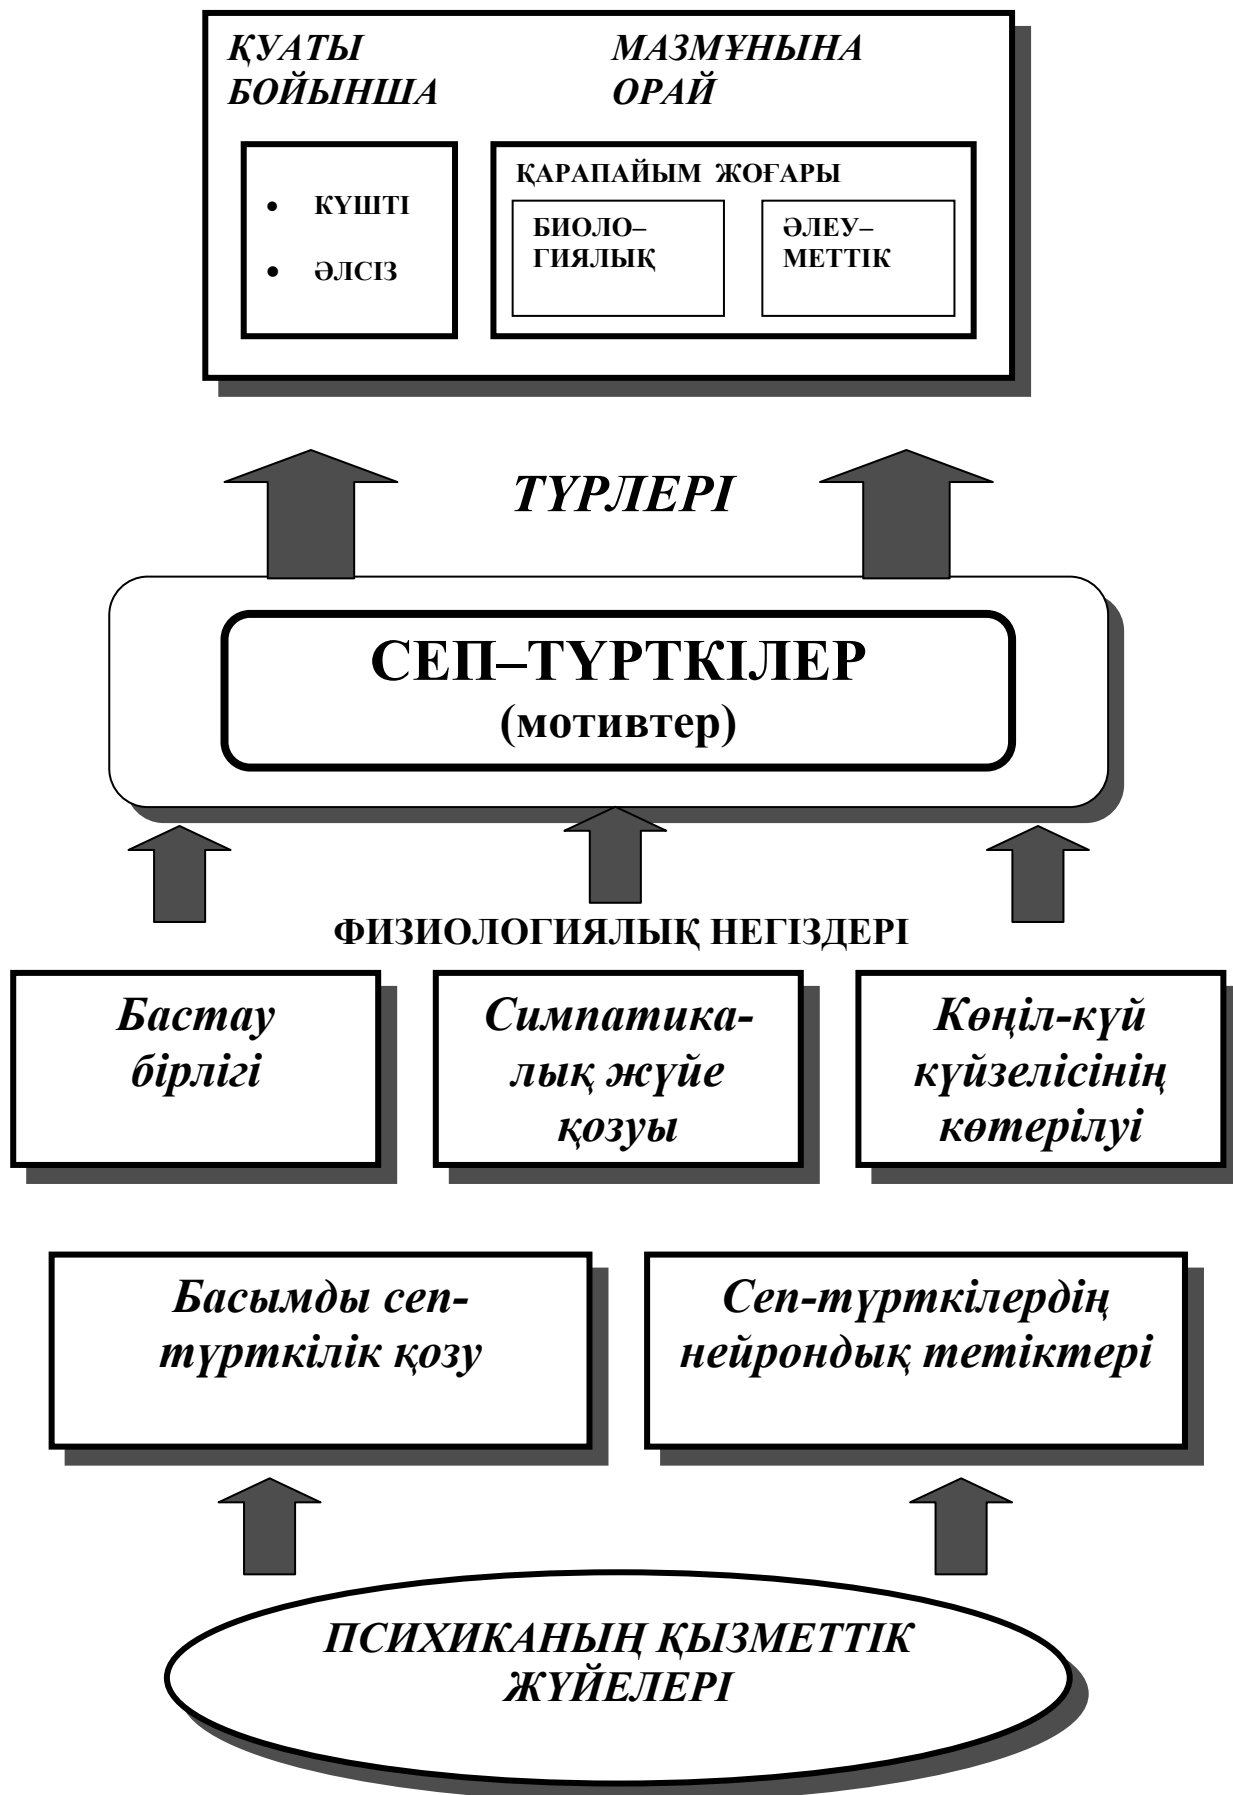 ҚУАТЫ
БОЙЫНША
МАЗМҰНЫНА
ОРАЙ
• КҮШТІ
• ӘЛСІЗ
ҚАРАПАЙЫМ ЖОҒАРЫ
БИОЛО–
ГИЯЛЫҚ
ӘЛЕУ–
МЕТТІК
ТҮРЛЕРІ
СЕП–ТҮРТКІЛЕР
(мотивтер)
ФИЗИОЛОГИЯЛЫҚ НЕГІЗДЕРІ
Бастау
бірлігі
Симпатика-
лық жүйе
қозуы
Көңіл-күй
күйзелісінің
көтерілуі
Басымды сеп-
түрткілік қозу
Сеп-түрткілердің
нейрондық тетіктері
ПСИХИКАНЫҢ ҚЫЗМЕТТІК
ЖҮЙЕЛЕРІ